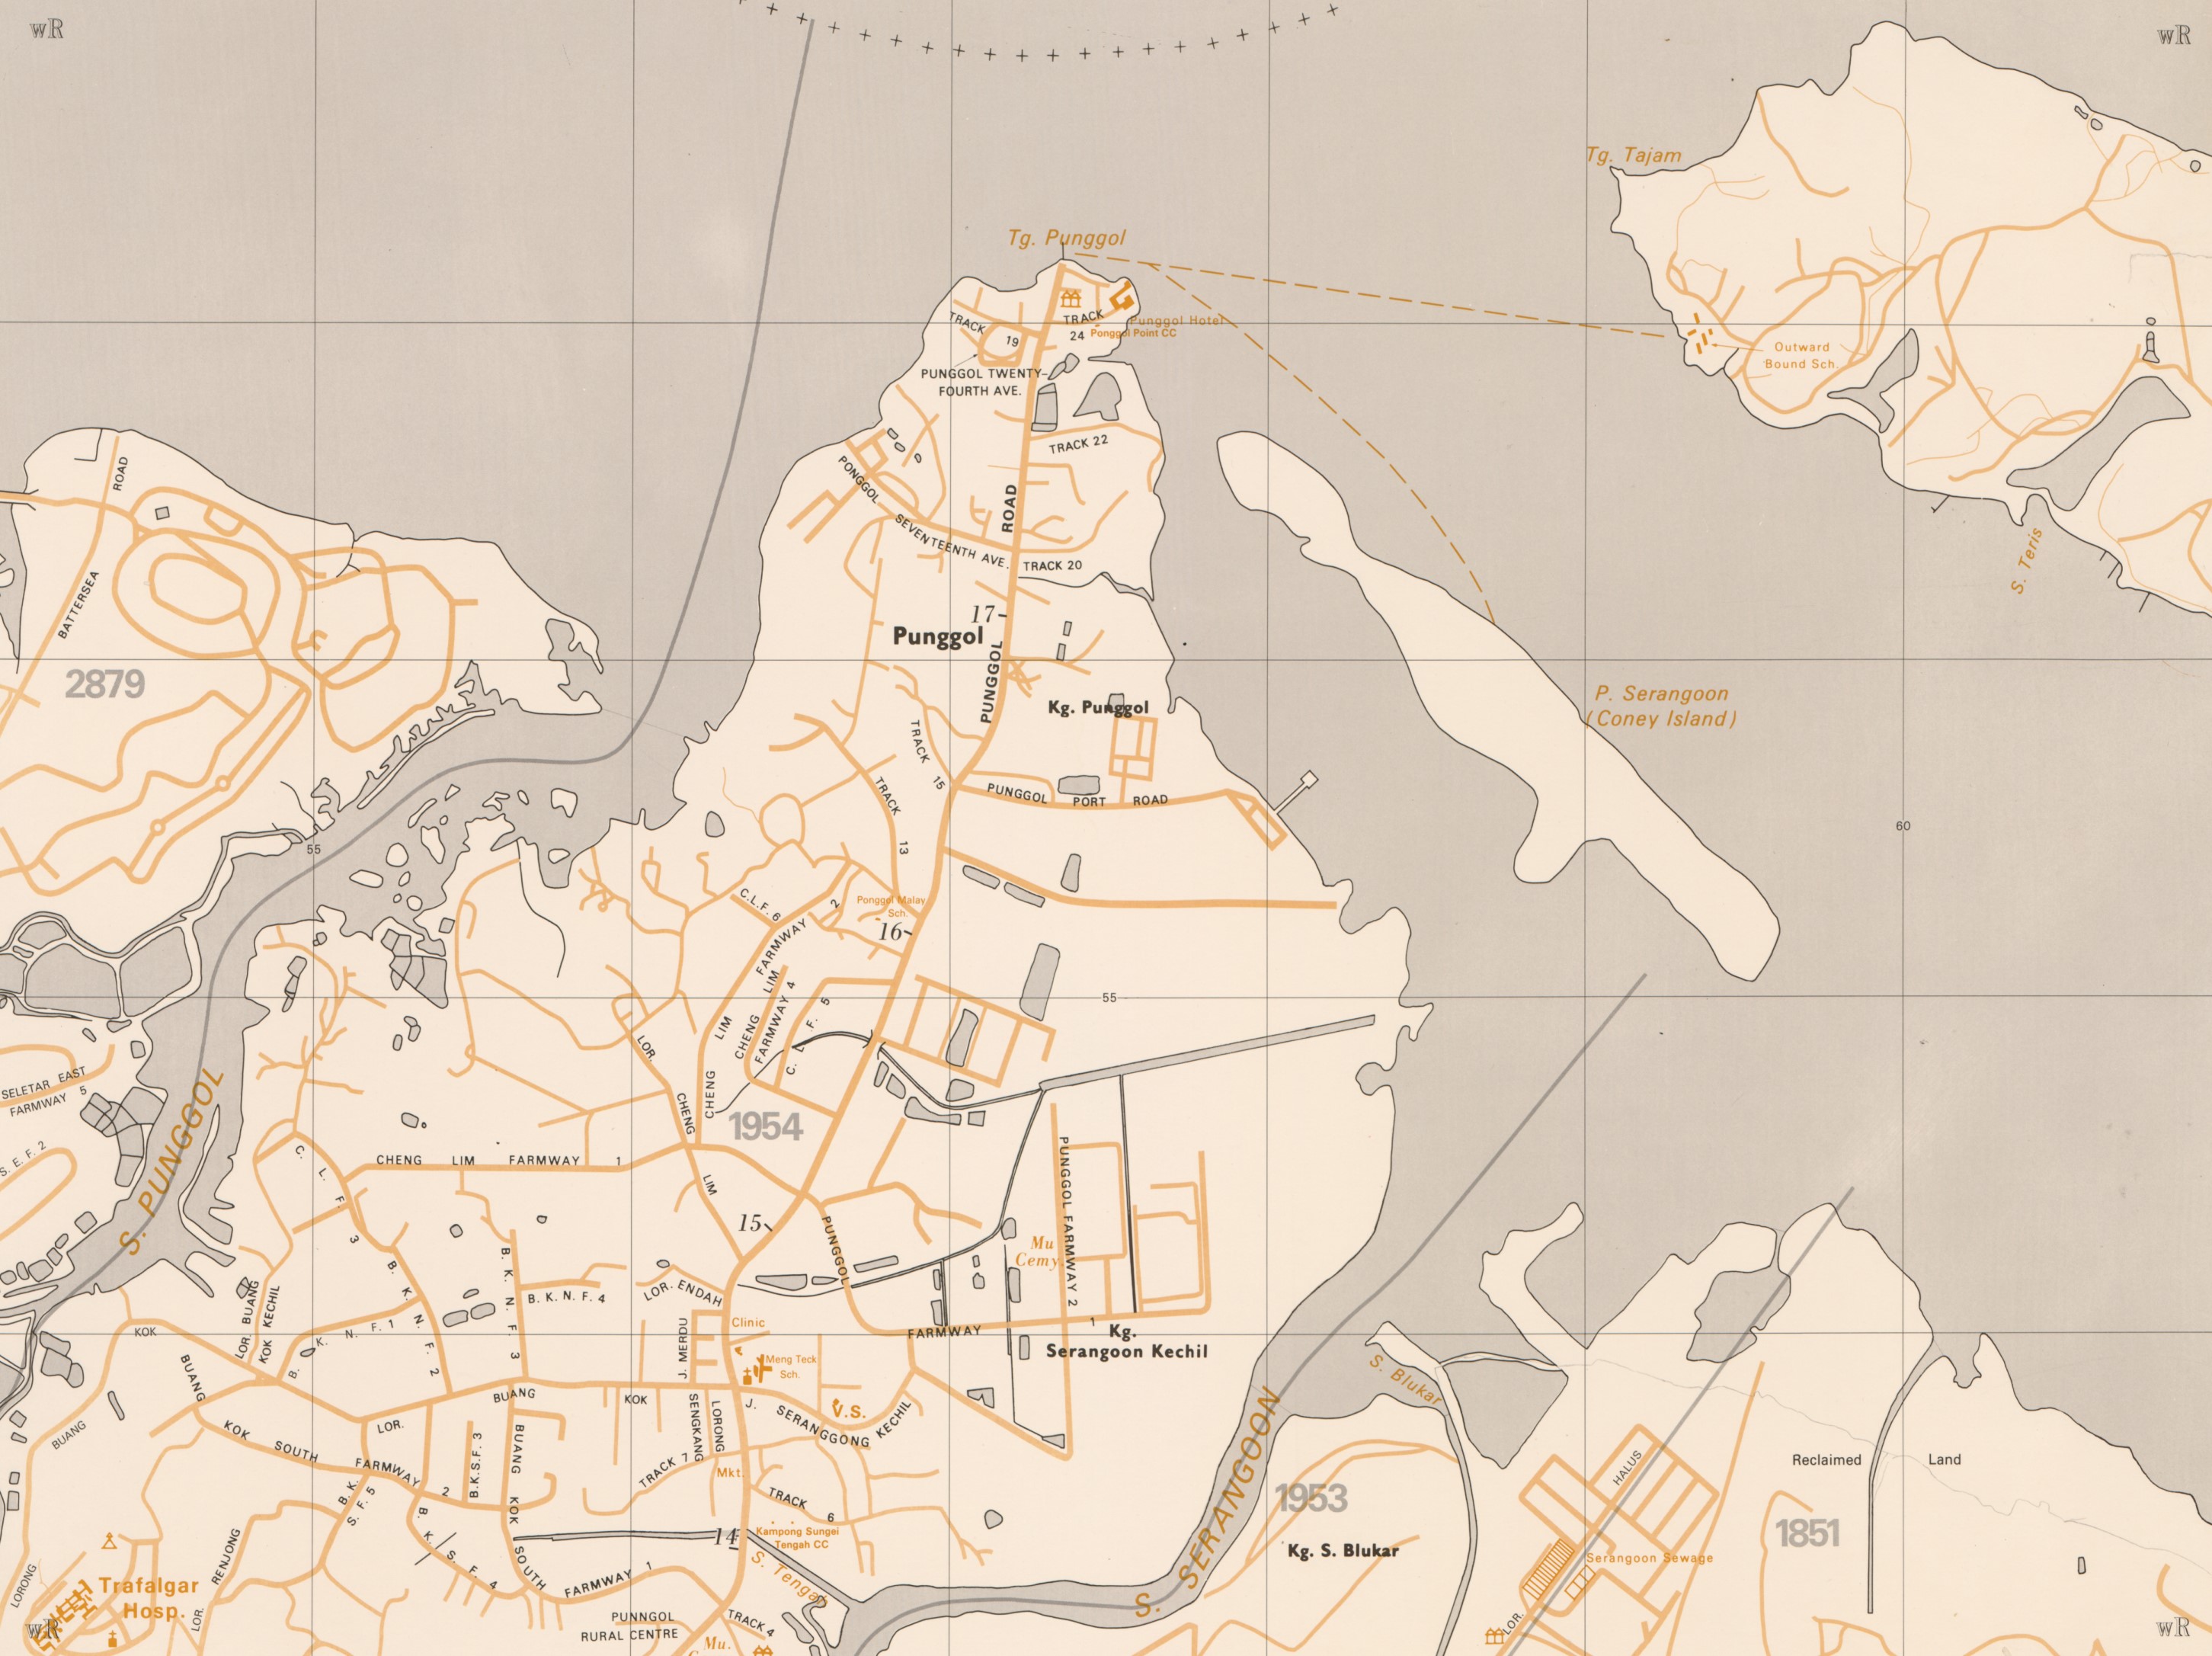 wR
wR
Tg. Tajam
Tg. Punggol
TRACK
19
TRACK
24
Punggol Hotel
Ponggol Point CC
PUNGGOL TWENTY-
FOURTH AVE.
Outward
Bound Sch.
TRACK 22
ROAD
PONGGOL
SEVENTEENTH AVE.
ROAD
TRACK 20
S. Teris
BATTERSEA
17
Punggol
PUNGGOL
2879
Kg. Punggol
P. Serangoon
(Coney Island)
TRACK
15
TRACK
13
PUNGGOL PORT ROAD
60
55
C.L.F. 6
2
Ponggol Malay
Sch.
16
FARMWAY
LIM
CHENG
LIM
CHENG
FARMWAY 4
C. L. F. 5
55
LOR.
CHENG
LIM
SELETAR EAST
FARMWAY 5
S. E. F. 2
S. PUNGGOL
1954
C. L. F. 3
CHENG LIM FARMWAY 1
PUNGGOL FARMWAY 2
15
PUNGGOL
Mu
Cemy.
B. K. N. F. 2
B. K. N. F. 3
B. K. N. F. 4
LOR. ENDAH
LOR. BUANG
KOK KECHIL
KOK
B. K. N. F. 1
J. MERDU
Clinic
FARMWAY 1
Kg.
Serangoon Kechil
Meng Teck
Sch.
S. Blukar
BUANG
BUANG
KOK
LOR.
BUANG
KOK
SENGKANG
LORONG
J. SERANGGONG KECHIL
V.S.
BUANG
KOK SOUTH FARMWAY 2
B.K.S.F. 3
BUANG KOK SOUTH FARMWAY 1
B. K.
S. F. 5
TRACK 7
Mkt.
TRACK
6
S. SERANGOON
1953
Kg. S. Blukar
HALUS
Reclaimed Land
1851
B. K. S. F. 4
14
Kampong Sungei
Tengah CC
S. Tengah
Serangoon Sewage
LOR.
LORONG
Trafalgar
Hosp.
RENJONG
LOR.
PUNNGOL
RURAL CENTRE
TRACK 4
Mu.
wR
wR